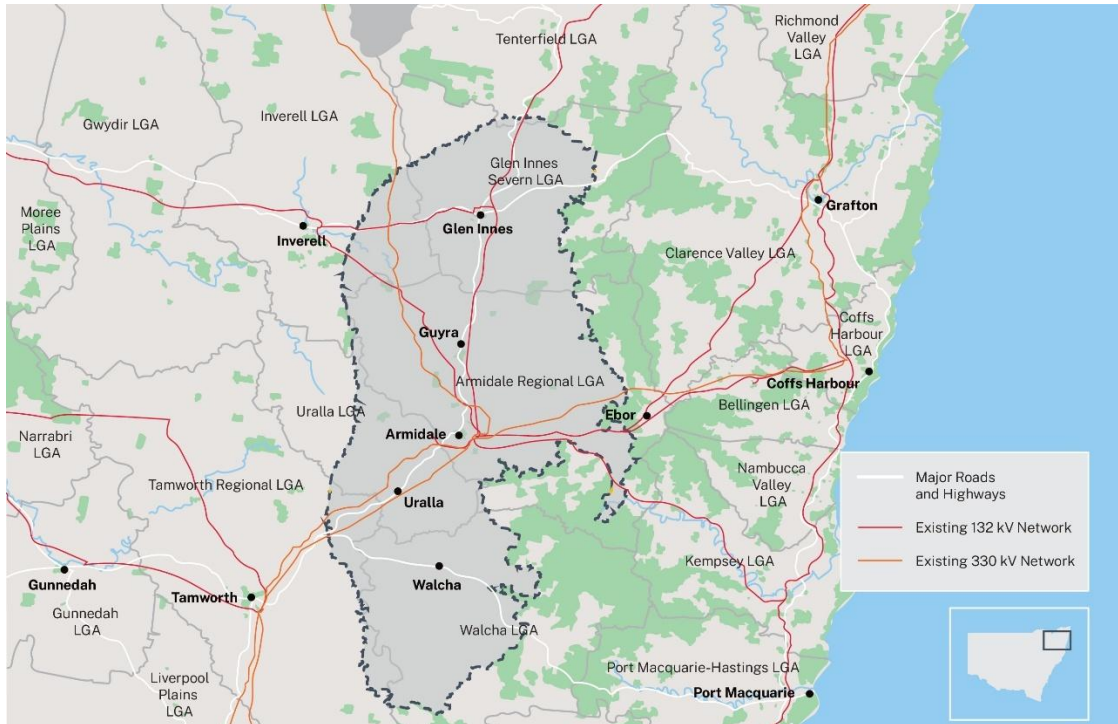 Richmond
Valley
LGA
Tenterfield LGA
Inverell LGA
Gwydir LGA
Glen Innes
Severn LGA
Moree
Plains
LGA
Grafton
Glen Innes
Inverell
Clarence Valley LGA
Coffs
Harbour
LGA
Guyra
Coffs Harbour
Armidale Regional LGA
Bellingen LGA
Uralla LGA
Ebor
Armidale
Narrabri
LGA
Nambucca
Valley
LGA
Tamworth Regional LGA
Uralla
Major Roads
and Highways
Existing 132 kV Network
Existing 330 kV Network
Kempsey LGA
Gunnedah
Walcha
Tamworth
Gunnedah
LGA
Walcha LGA
Port Macquarie-Hastings LGA
Liverpool
Plains
LGA
Port Macquarie